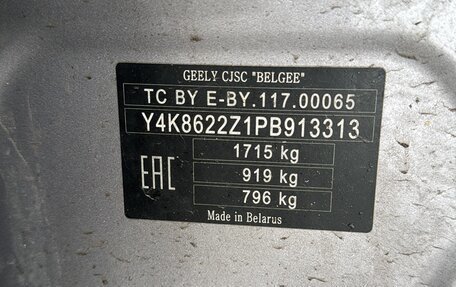 GEELY CJSC "BELGEE"
TC BY E-BY.117.00065
Y4K8622Z1PB913313
1715 kg
EAC 919 kg
796 kg
Made in Belarus